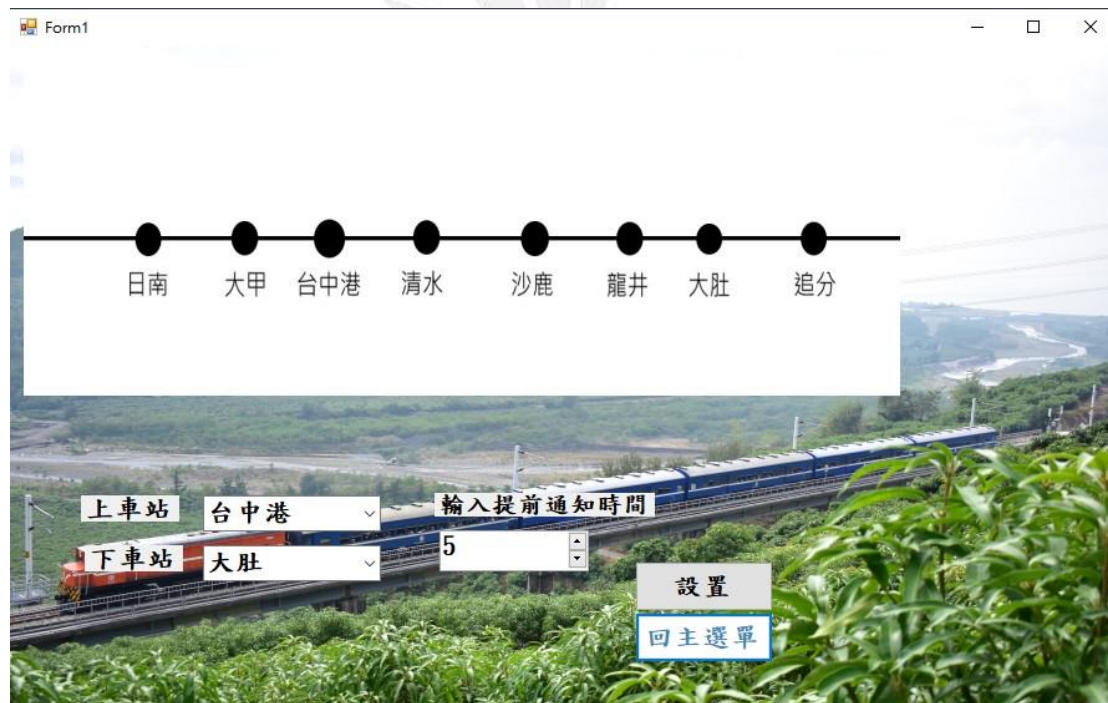 Form1
日南 大甲 台中港 清水 沙鹿 龍井 大肚 追分
上車站 台中港 輸入提前通知時間
下車站 大肚 5
設置
回主選單